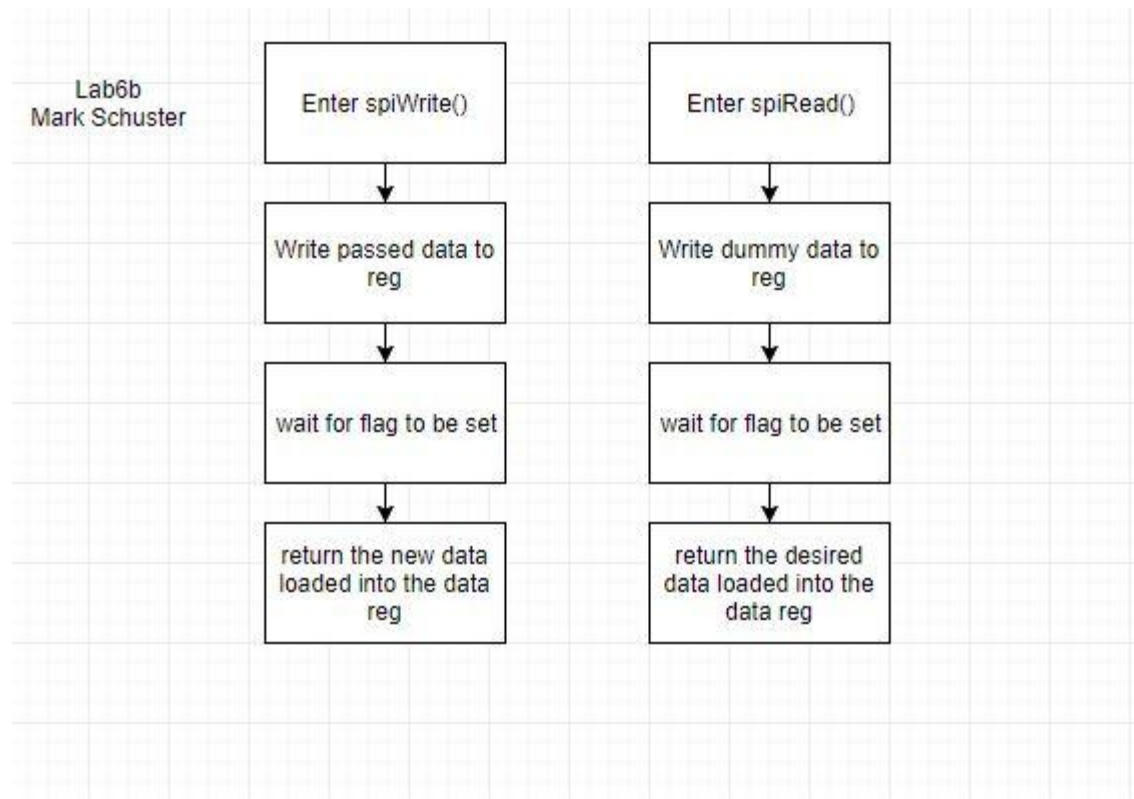 Lab6b
Mark Schuster
Enter spiWrite()
Write passed data to
reg
wait for flag to be set
return the new data
loaded into the data
reg
Enter spiRead()
Write dummy data to
reg
wait for flag to be set
return the desired
data loaded into the
data reg